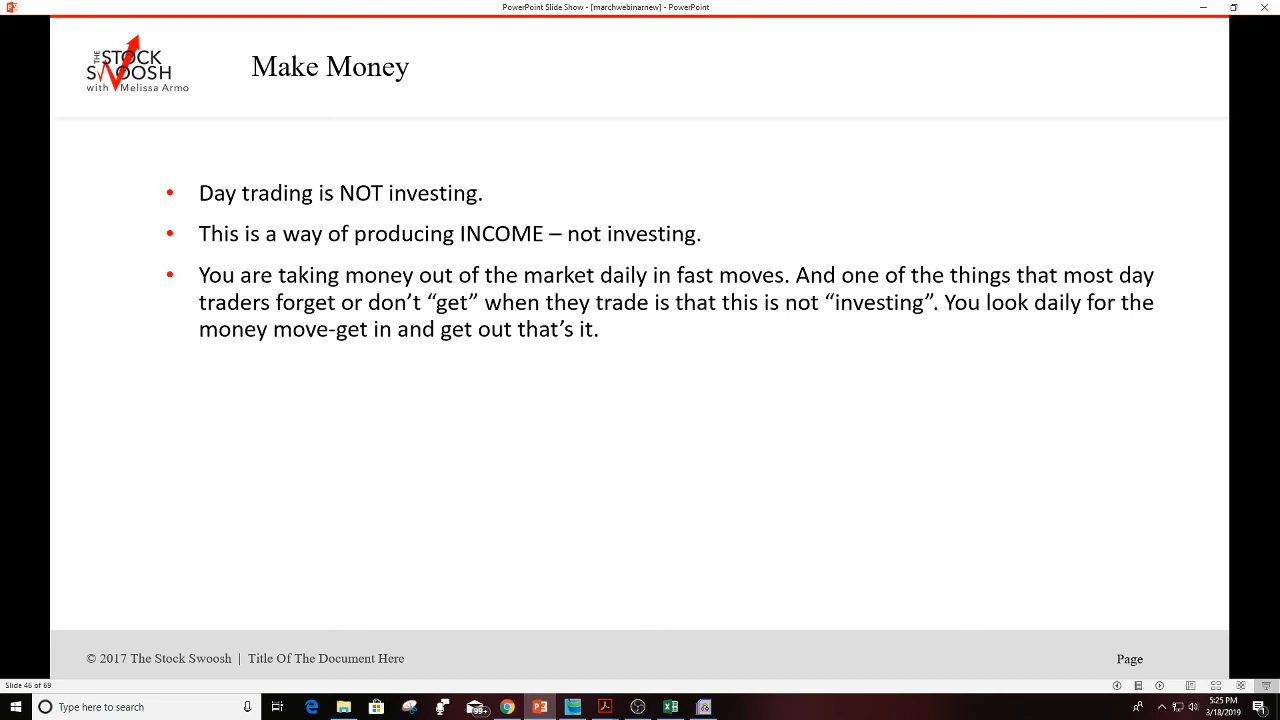 PowerPoint Slide Show - [marchwebinarnew] - PowerPoint
THE
STOCK
SWOOSH
with Melissa Armo
Make Money
• Day trading is NOT investing.
• This is a way of producing INCOME – not investing.
• You are taking money out of the market daily in fast moves. And one of the things that most day
traders forget or don’t “get” when they trade is that this is not “investing”. You look daily for the
money move-get in and get out that’s it.
© 2017 The Stock Swoosh | Title Of The Document Here
Page
Slide 46 of 69
Type here to search
99+
5:25 PM
3/18/2019